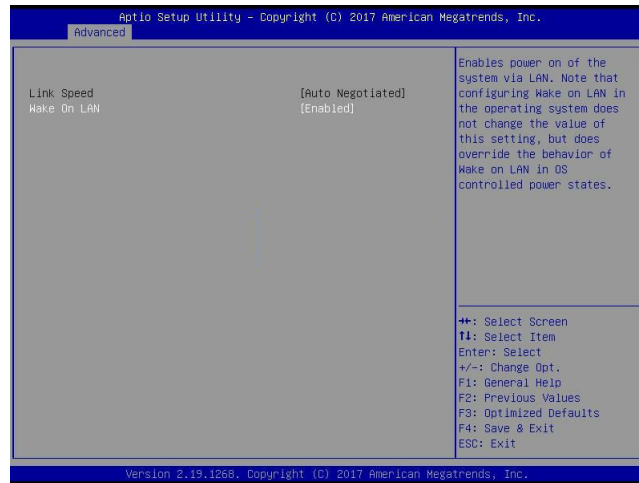 Aptio Setup Utility – Copyright (C) 2017 American Megatrends, Inc.
Advanced
Link Speed [Auto Negotiated]
Wake On LAN [Enabled]
Enables power on of the
system via LAN. Note that
configuring Wake on LAN in
the operating system does
not change the value of
this setting, but does
override the behavior of
Wake on LAN in OS
controlled power states.
→←: Select Screen
↑↓: Select Item
Enter: Select
+/-: Change Opt.
F1: General Help
F2: Previous Values
F3: Optimized Defaults
F4: Save & Exit
ESC: Exit
Version 2.19.1268. Copyright (C) 2017 American Megatrends, Inc.